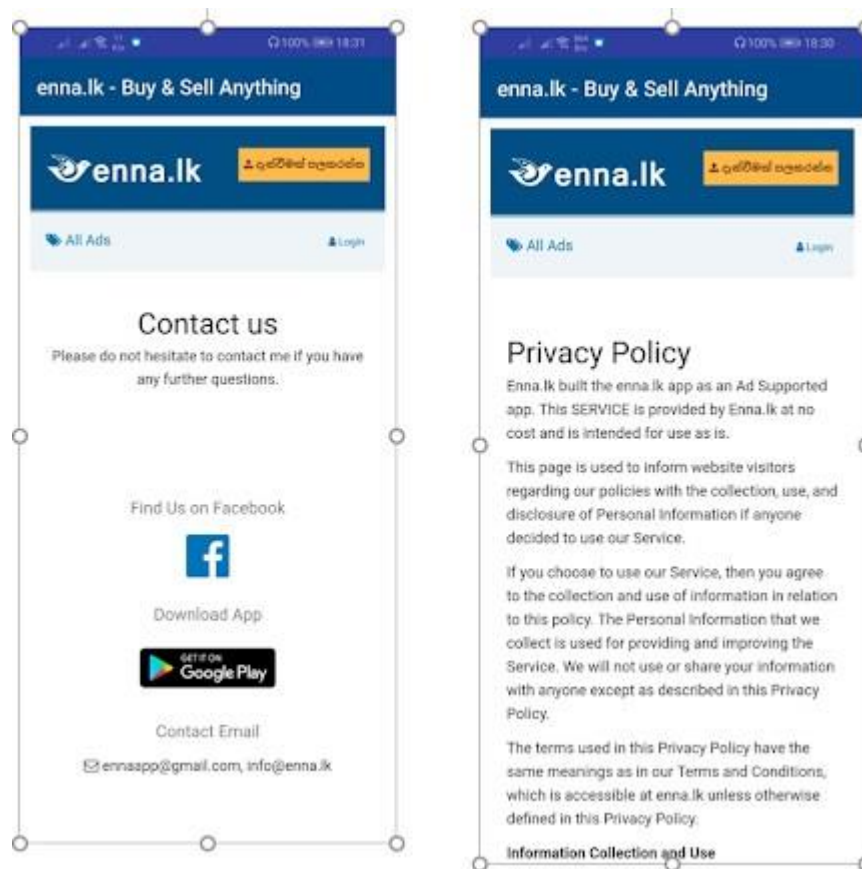 100% 18:31
enna.lk - Buy & Sell Anything
enna.lk
දැන්වීමක් පලකරන්න
All Ads
Login
Contact us
Please do not hesitate to contact me if you have
any further questions.
Find Us on Facebook
f
Download App
GET IT ON
Google Play
Contact Email
ennaapp@gmail.com, info@enna.lk
100% 18:30
enna.lk - Buy & Sell Anything
enna.lk
දැන්වීමක් පලකරන්න
All Ads
Login
Privacy Policy
Enna.lk built the enna.lk app as an Ad Supported
app. This SERVICE is provided by Enna.lk at no
cost and is intended for use as is.
This page is used to inform website visitors
regarding our policies with the collection, use, and
disclosure of Personal Information if anyone
decided to use our Service.
If you choose to use our Service, then you agree
to the collection and use of information in relation
to this policy. The Personal Information that we
collect is used for providing and improving the
Service. We will not use or share your information
with anyone except as described in this Privacy
Policy.
The terms used in this Privacy Policy have the
same meanings as in our Terms and Conditions,
which is accessible at enna.lk unless otherwise
defined in this Privacy Policy.
Information Collection and Use